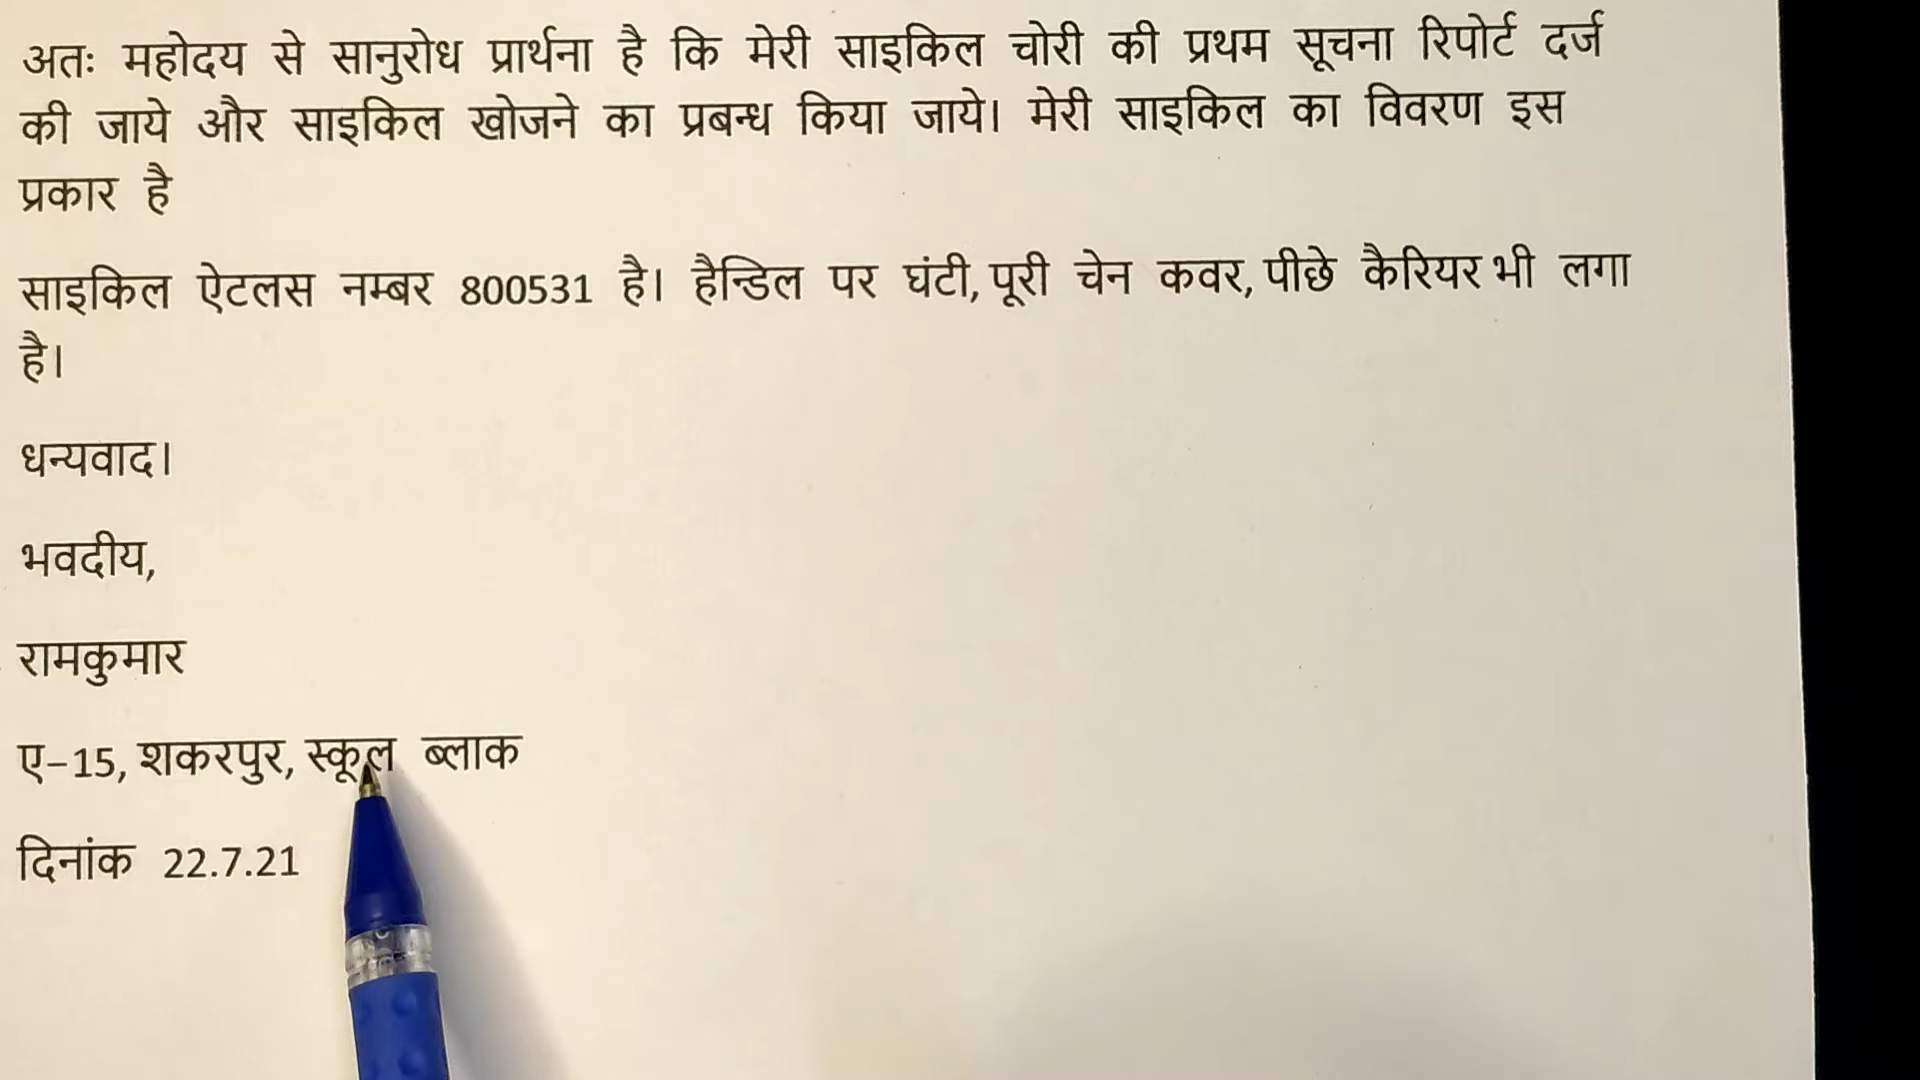 अतः महोदय से सानुरोध प्रार्थना है कि मेरी साइकिल चोरी की प्रथम सूचना रिपोर्ट दर्ज
की जाये और साइकिल खोजने का प्रबन्ध किया जाये। मेरी साइकिल का विवरण इस
प्रकार है
साइकिल ऐटलस नम्बर 800531 है। हैन्डिल पर घंटी, पूरी चेन कवर, पीछे कैरियर भी लगा
है।
धन्यवाद।
भवदीय,
रामकुमार
ए-15, शकरपुर, स्कूल ब्लाक
दिनांक 22.7.21